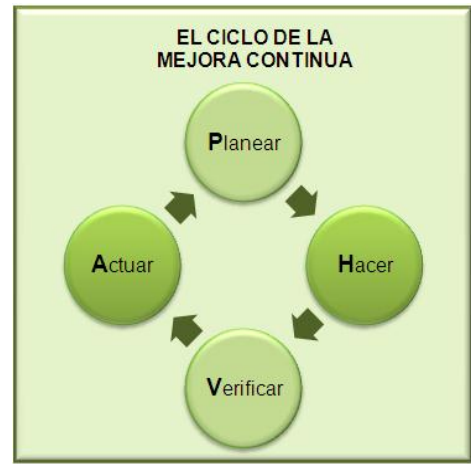 EL CICLO DE LA
MEJORA CONTINUA
Planear
Actuar
Hacer
Verificar